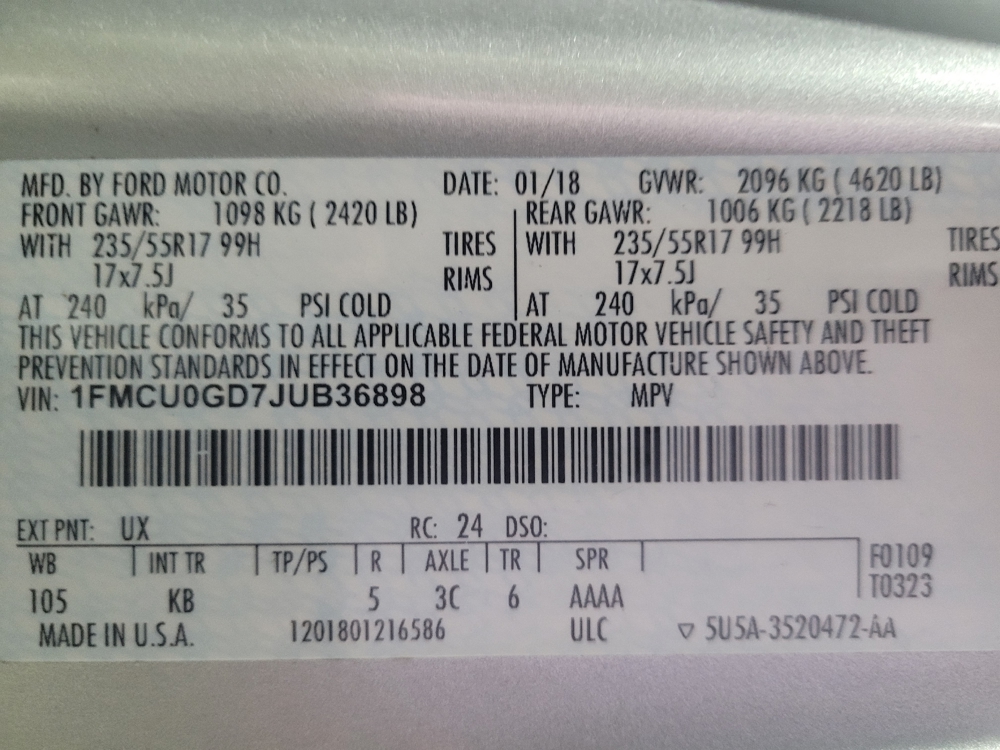 MFD. BY FORD MOTOR CO. DATE: 01/18 GVWR: 2096 KG ( 4620 LB)
FRONT GAWR: 1098 KG ( 2420 LB) REAR GAWR: 1006 KG ( 2218 LB)
WITH 235/55R17 99H TIRES WITH 235/55R17 99H TIRES
17x7.5J RIMS 17x7.5J RIMS
AT 240 kPa/ 35 PSI COLD AT 240 kPa/ 35 PSI COLD
THIS VEHICLE CONFORMS TO ALL APPLICABLE FEDERAL MOTOR VEHICLE SAFETY AND THEFT
PREVENTION STANDARDS IN EFFECT ON THE DATE OF MANUFACTURE SHOWN ABOVE.
VIN: 1FMCU0GD7JUB36898 TYPE: MPV
EXT PNT: UX RC: 24 DSO:
WB INT TR TP/PS R AXLE TR SPR F0109
T0323
105 KB 5 3C 6 AAAA
MADE IN U.S.A. 1201801216586 ULC ▽ 5U5A-3520472-AA